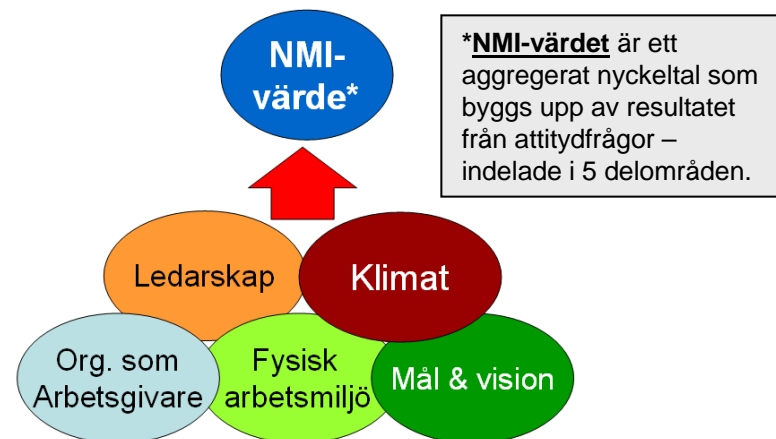 NMI-
värde*
*NMI-värdet är ett
aggregerat nyckeltal som
byggs upp av resultatet
från attitydfrågor –
indelade i 5 delområden.
Ledarskap
Klimat
Org. som
Arbetsgivare
Fysisk
arbetsmiljö
Mål & vision